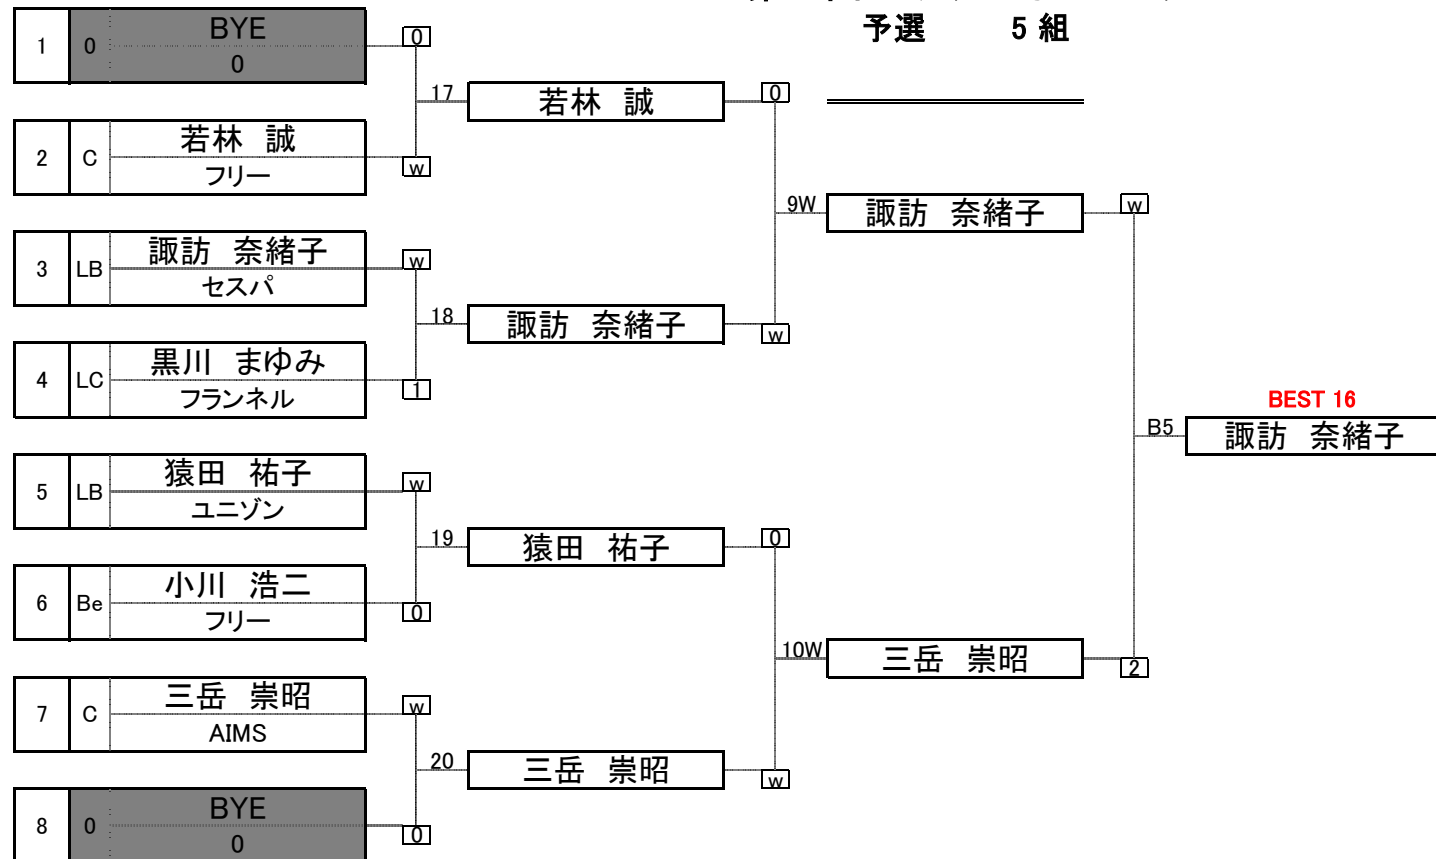 予選 5 組
1 0 BYE
0
0
17 若林 誠 0
2 C 若林 誠
フリー
w
9W 諏訪 奈緒子 w
3 LB 諏訪 奈緒子
セスパ
w
18 諏訪 奈緒子 w
4 LC 黒川 まゆみ
フランネル
1
BEST 16
B5 諏訪 奈緒子
5 LB 猿田 祐子
ユニゾン
w
19 猿田 祐子 0
6 Be 小川 浩二
フリー
0
10W 三岳 崇昭 2
7 C 三岳 崇昭
AIMS
w
20 三岳 崇昭 w
8 0 BYE
0
0